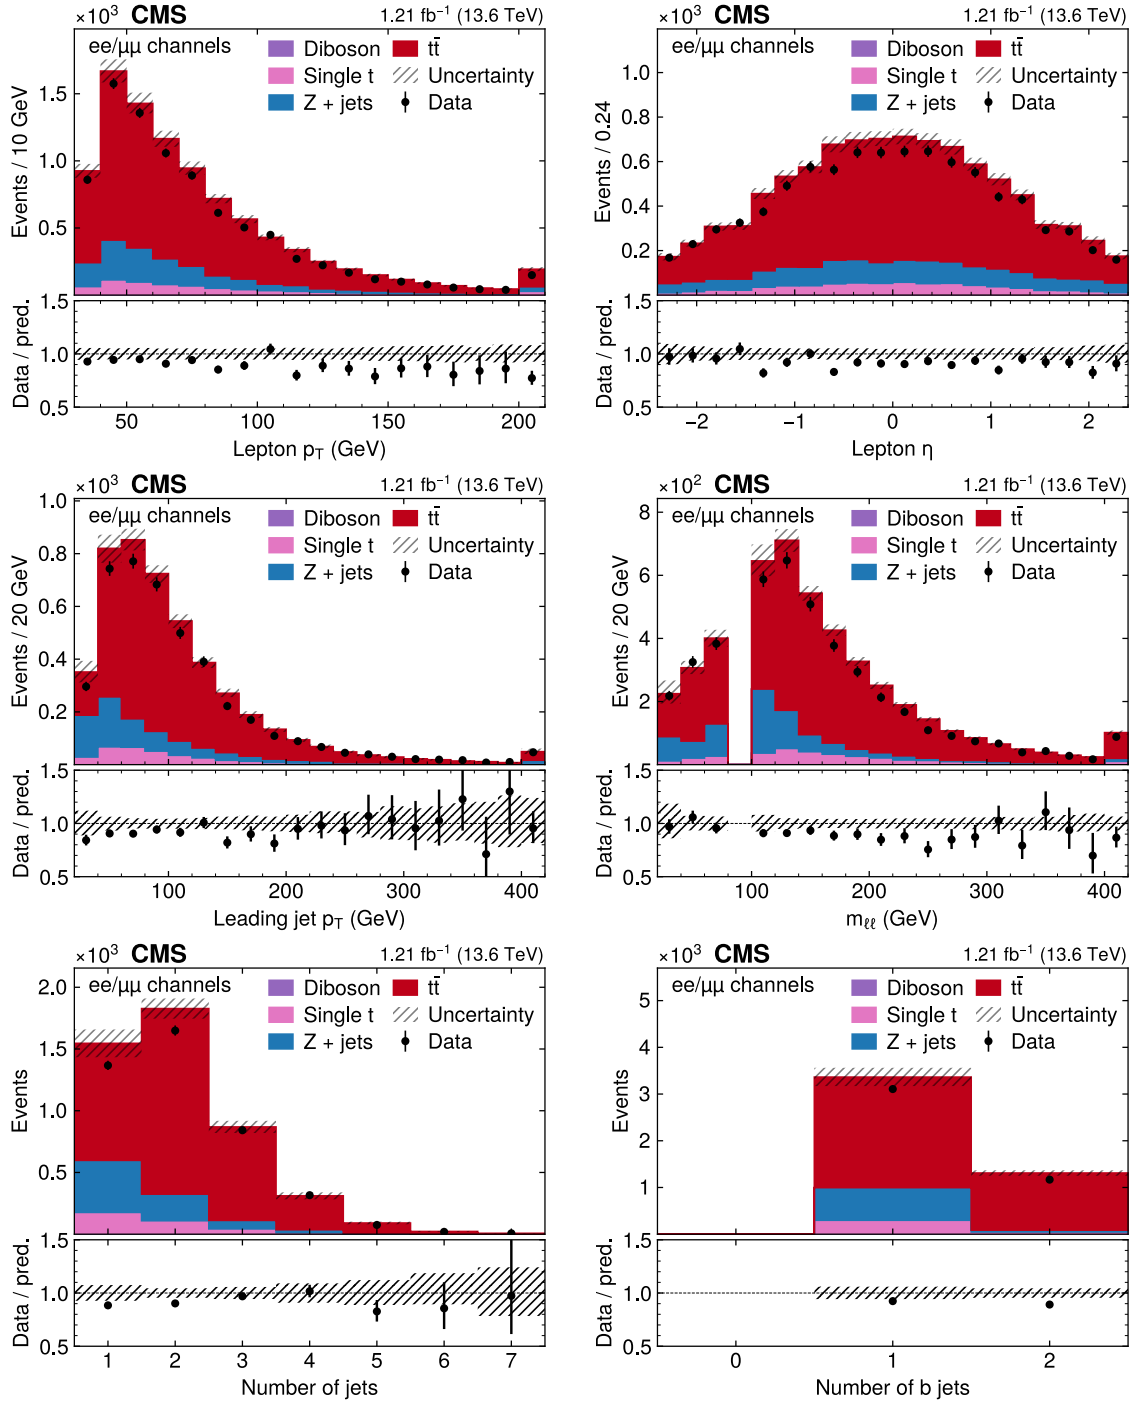 ×10³ CMS 1.21 fb⁻¹ (13.6 TeV)
ee/μμ channels
Diboson tt̄
Single t Uncertainty
Z + jets Data
Events / 10 GeV
1.5
1.0
0.5
Data / pred.
1.5
1.0
0.5
50 100 150 200
Lepton p_T (GeV)
×10³ CMS 1.21 fb⁻¹ (13.6 TeV)
ee/μμ channels
Diboson tt̄
Single t Uncertainty
Z + jets Data
Events / 0.24
1.0
0.8
0.6
0.4
0.2
Data / pred.
1.5
1.0
0.5
−2 −1 0 1 2
Lepton η
×10³ CMS 1.21 fb⁻¹ (13.6 TeV)
ee/μμ channels
Diboson tt̄
Single t Uncertainty
Z + jets Data
Events / 20 GeV
1.0
0.8
0.6
0.4
0.2
Data / pred.
1.5
1.0
0.5
100 200 300 400
Leading jet p_T (GeV)
×10² CMS 1.21 fb⁻¹ (13.6 TeV)
ee/μμ channels
Diboson tt̄
Single t Uncertainty
Z + jets Data
Events / 20 GeV
8
6
4
2
Data / pred.
1.5
1.0
0.5
100 200 300 400
m_ℓℓ (GeV)
×10³ CMS 1.21 fb⁻¹ (13.6 TeV)
ee/μμ channels
Diboson tt̄
Single t Uncertainty
Z + jets Data
Events
2.0
1.5
1.0
0.5
Data / pred.
1.5
1.0
0.5
1 2 3 4 5 6 7
Number of jets
×10³ CMS 1.21 fb⁻¹ (13.6 TeV)
ee/μμ channels
Diboson tt̄
Single t Uncertainty
Z + jets Data
Events
5
4
3
2
1
Data / pred.
1.5
1.0
0.5
0 1 2
Number of b jets